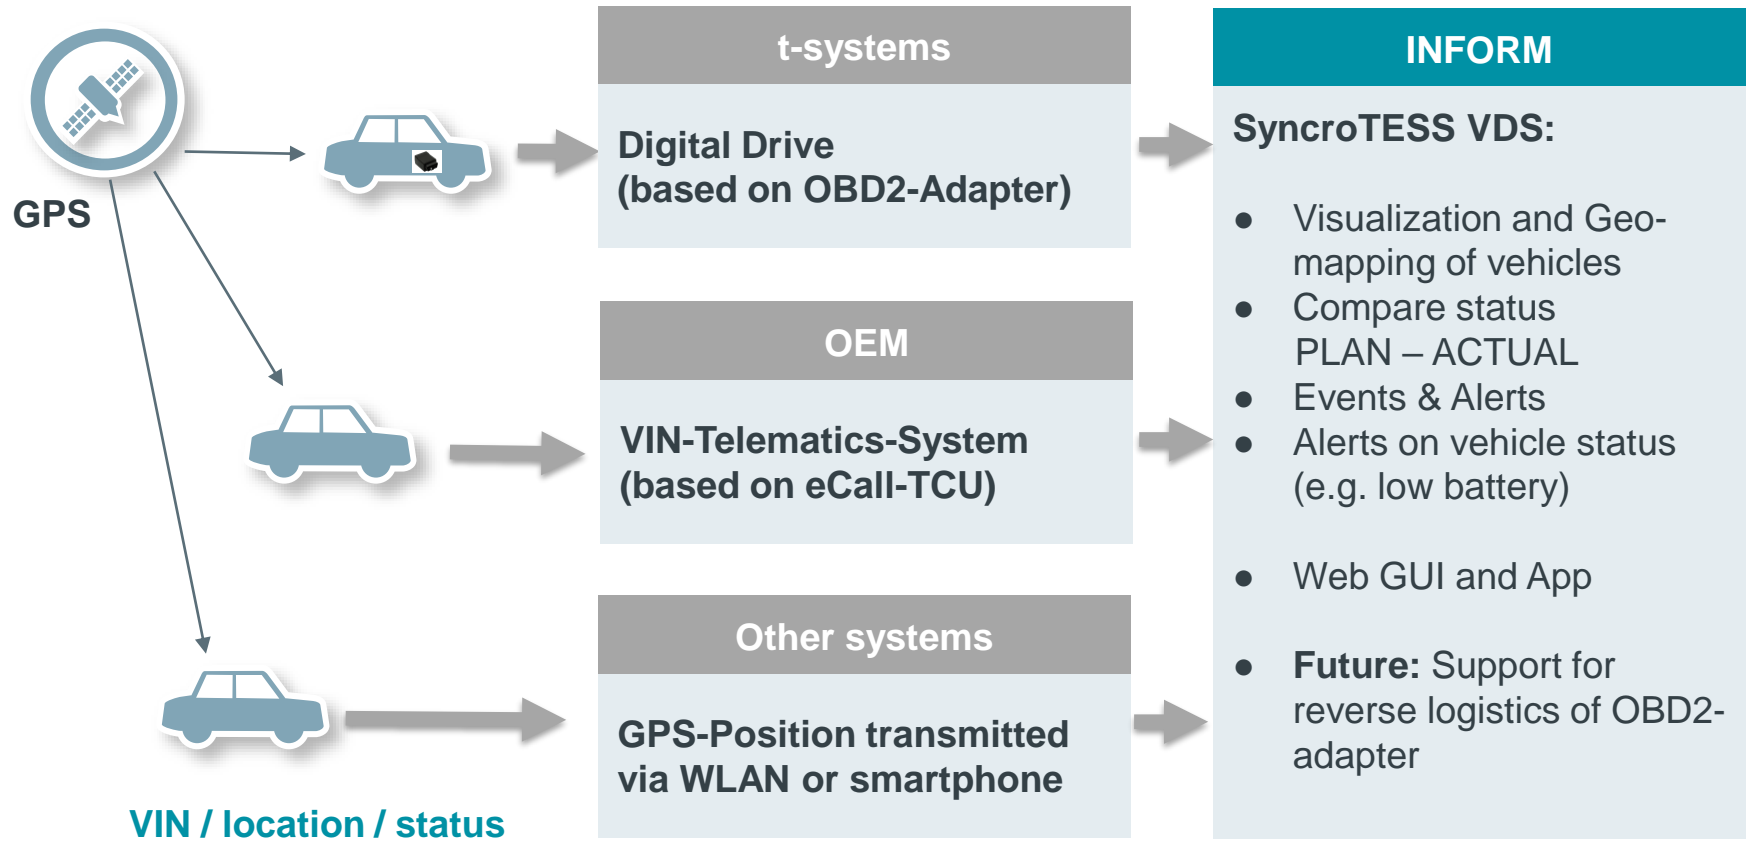 GPS
VIN / location / status
t-systems
Digital Drive
(based on OBD2-Adapter)
OEM
VIN-Telematics-System
(based on eCall-TCU)
Other systems
GPS-Position transmitted
via WLAN or smartphone
INFORM
SyncroTESS VDS:
● Visualization and Geo-
mapping of vehicles
● Compare status
PLAN – ACTUAL
● Events & Alerts
● Alerts on vehicle status
(e.g. low battery)
● Web GUI and App
● Future: Support for
reverse logistics of OBD2-
adapter